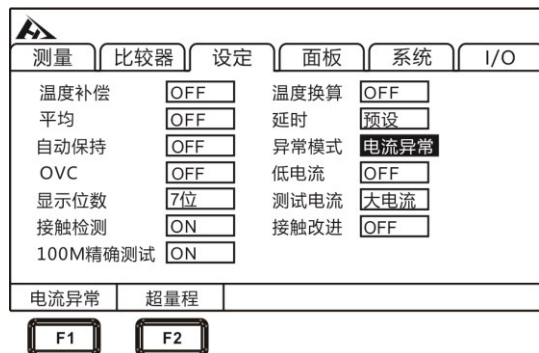 测量 比较器 设定 面板 系统 I/O
温度补偿 OFF 温度换算 OFF
平均 OFF 延时 预设
自动保持 OFF 异常模式 电流异常
OVC OFF 低电流 OFF
显示位数 7位 测试电流 大电流
接触检测 ON 接触改进 OFF
100M精确测试 ON
电流异常 超量程
F1 F2